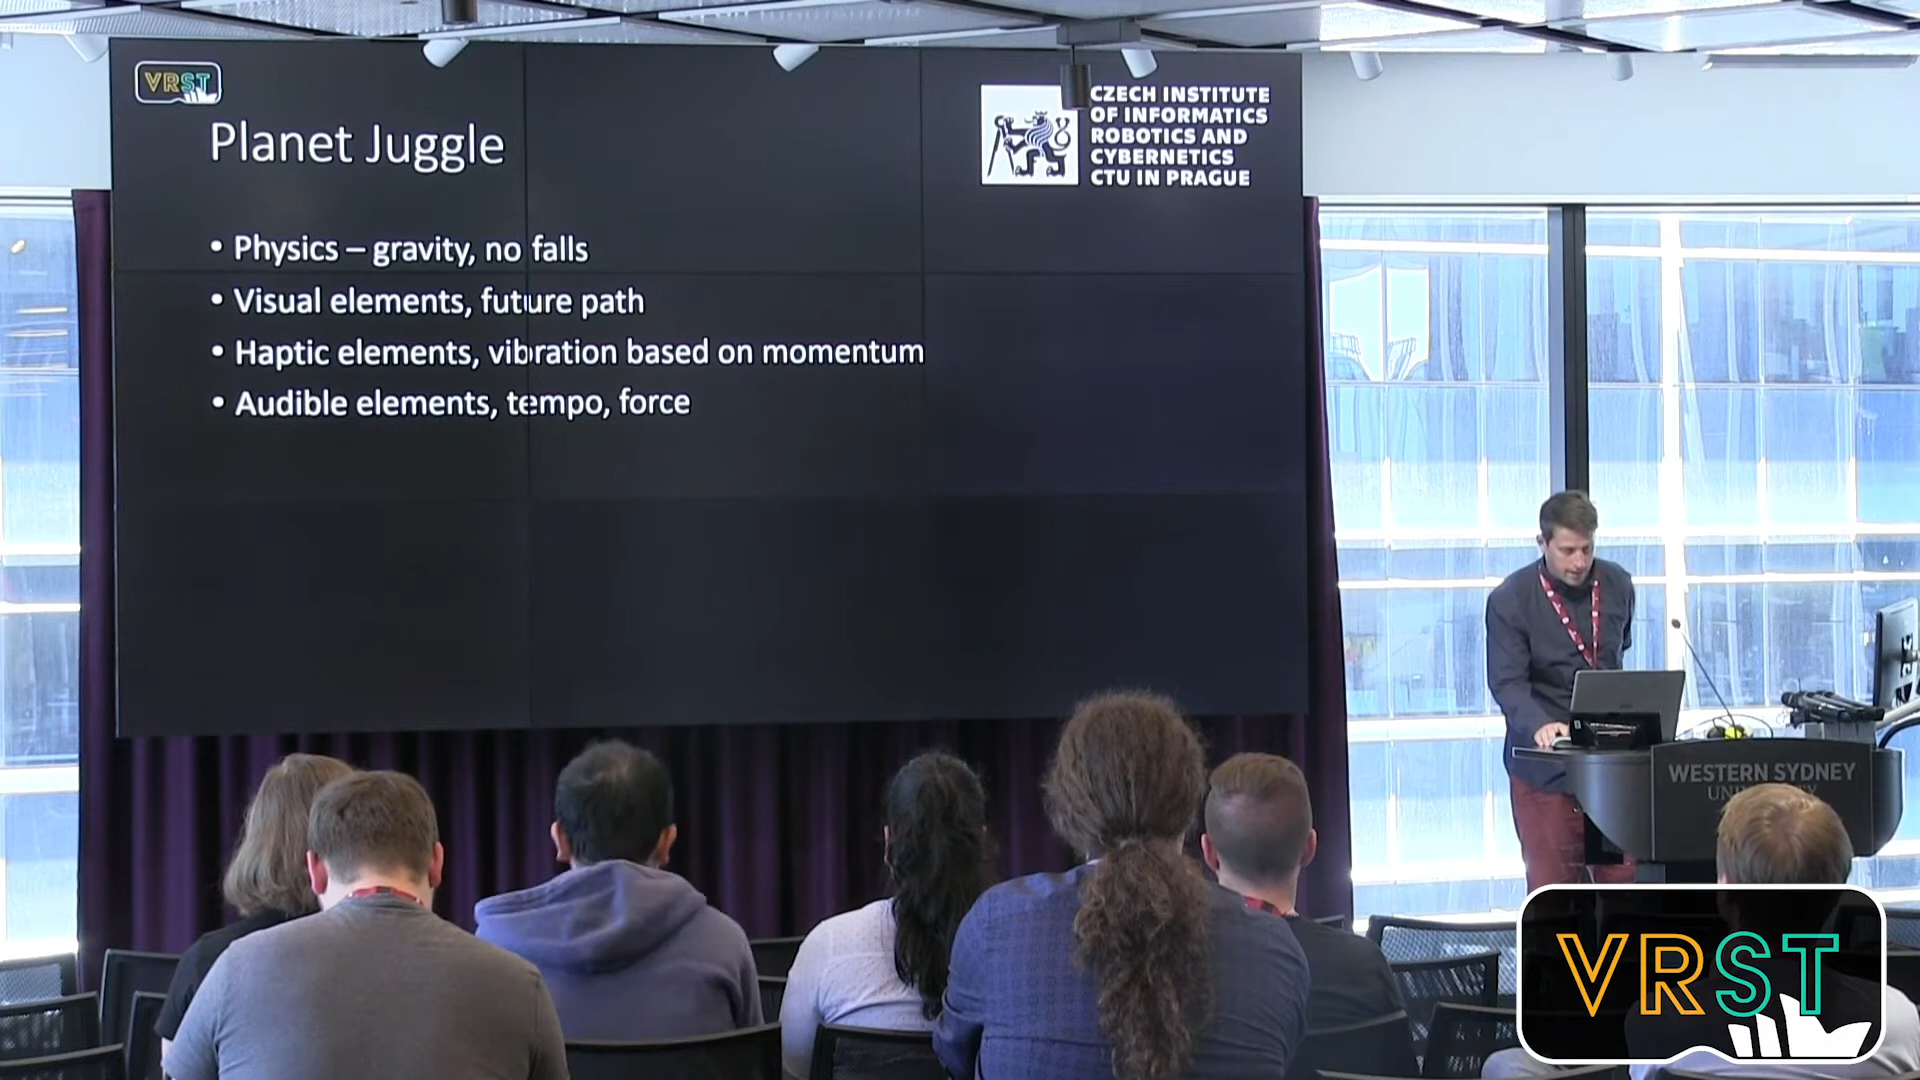 VRST
Planet Juggle
CZECH INSTITUTE
OF INFORMATICS
ROBOTICS AND
CYBERNETICS
CTU IN PRAGUE
• Physics – gravity, no falls
• Visual elements, future path
• Haptic elements, vibration based on momentum
• Audible elements, tempo, force
WESTERN SYDNEY
VRST